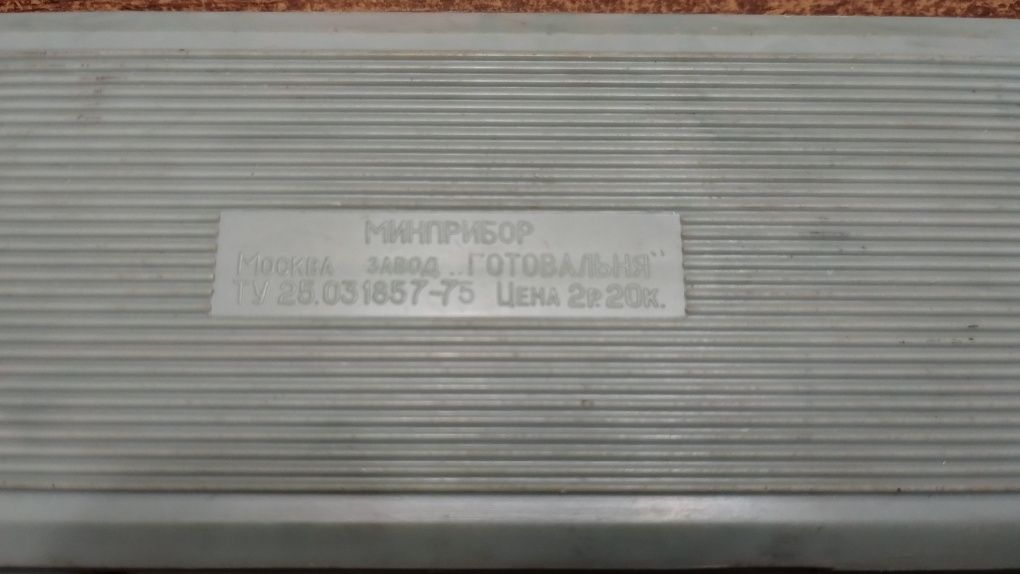 МИНПРИБОР
МОСКВА ЗАВОД „ГОТОВАЛЬНЯ"
ТУ 25.031857-75 ЦЕНА 2р.20к.